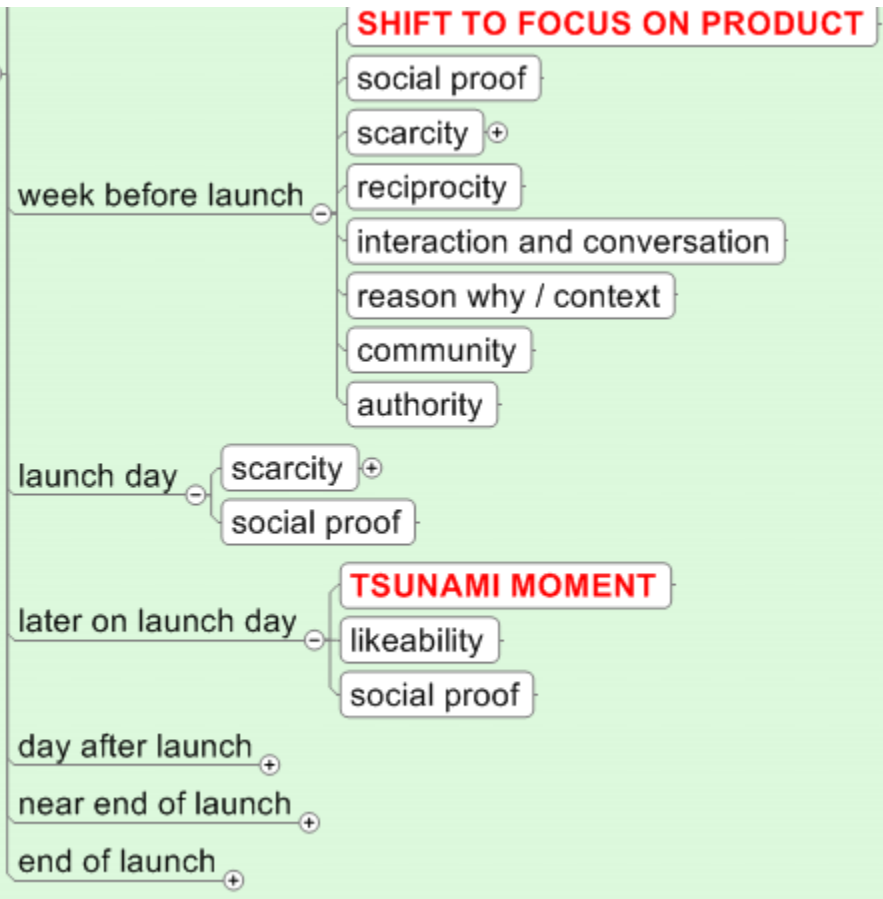 SHIFT TO FOCUS ON PRODUCT
social proof
scarcity
week before launch
reciprocity
interaction and conversation
reason why / context
community
authority
launch day
scarcity
social proof
TSUNAMI MOMENT
later on launch day
likeability
social proof
day after launch
near end of launch
end of launch